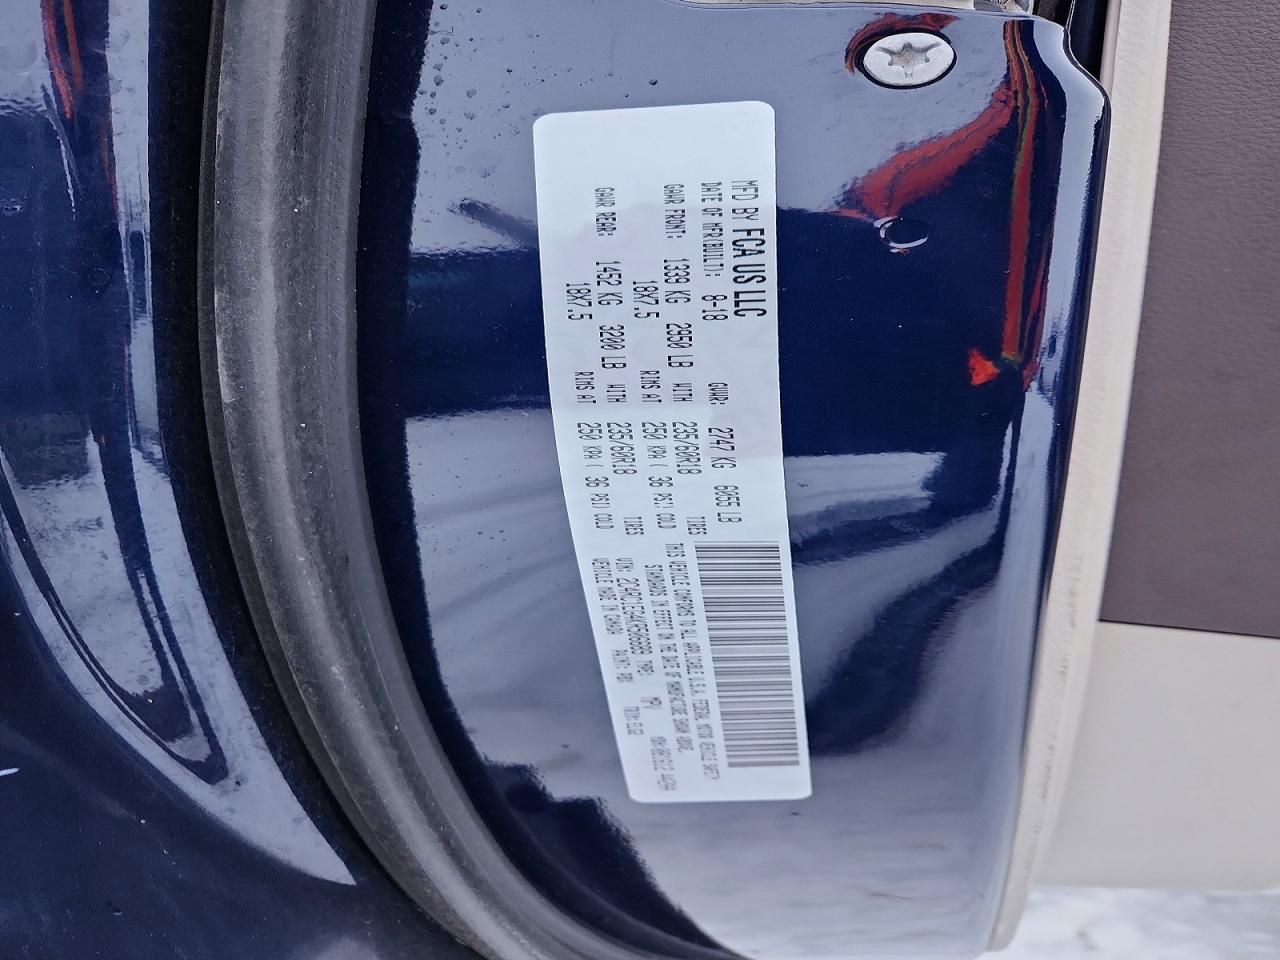 MFD BY FCA US LLC
DATE OF MFR(BUILT): 8-18 GVWR: 2747 KG 6055 LB
GAWR FRONT: 1339 KG 2950 LB WITH 235/60R18 TIRES
18X7.5 RIMS AT 250 KPA ( 36 PSI) COLD
GAWR REAR: 1452 KG 3200 LB WITH 235/60R18 TIRES
18X7.5 RIMS AT 250 KPA ( 36 PSI) COLD
THIS VEHICLE CONFORMS TO ALL APPLICABLE U.S.A. FEDERAL MOTOR VEHICLE SAFETY
STANDARDS IN EFFECT ON THE DATE OF MANUFACTURE SHOWN ABOVE.
VIN: TYPE: MPV
VEHICLE MADE IN CANADA PAINT: TRIM: